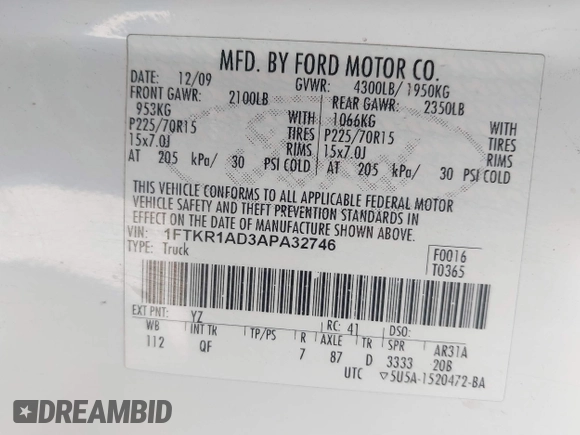 MFD. BY FORD MOTOR CO.
DATE: 12/09 GVWR: 4300LB/ 1950KG
FRONT GAWR: 2100LB REAR GAWR: 2350LB
953KG WITH 1066KG WITH
P225/70R15 TIRES P225/70R15 TIRES
15x7.0J RIMS 15x7.0J RIMS
AT 205 kPa/ 30 PSI COLD AT 205 kPa/ 30 PSI COLD
THIS VEHICLE CONFORMS TO ALL APPLICABLE FEDERAL MOTOR
VEHICLE SAFETY AND THEFT PREVENTION STANDARDS IN
EFFECT ON THE DATE OF MANUFACTURE SHOWN ABOVE.
VIN: 1FTKR1AD3APA32746 F0016
TYPE: Truck T0365
EXT PNT: YZ RC: 41 DSO:
WB INT TR TP/PS R AXLE TR SPR AR31A
112 QF 7 87 D 3333 20B
UTC ▽5U5A-1520472-BA
DREAMBID